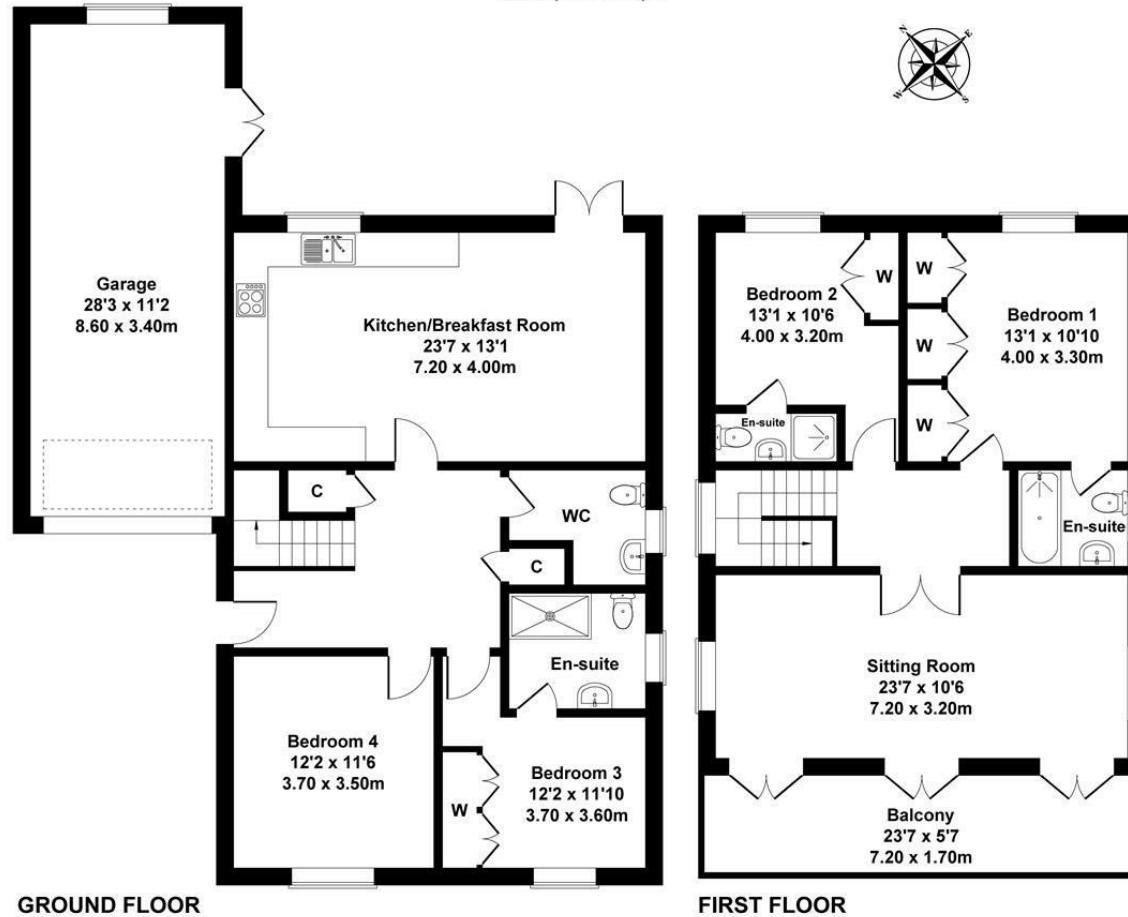 N
E
W
S
Garage
28'3 x 11'2
8.60 x 3.40m
Kitchen/Breakfast Room
23'7 x 13'1
7.20 x 4.00m
C
WC
C
En-suite
Bedroom 4
12'2 x 11'6
3.70 x 3.50m
W
Bedroom 3
12'2 x 11'10
3.70 x 3.60m
GROUND FLOOR
Bedroom 2
13'1 x 10'6
4.00 x 3.20m
W
W
W
W
Bedroom 1
13'1 x 10'10
4.00 x 3.30m
En-suite
En-suite
Sitting Room
23'7 x 10'6
7.20 x 3.20m
Balcony
23'7 x 5'7
7.20 x 1.70m
FIRST FLOOR